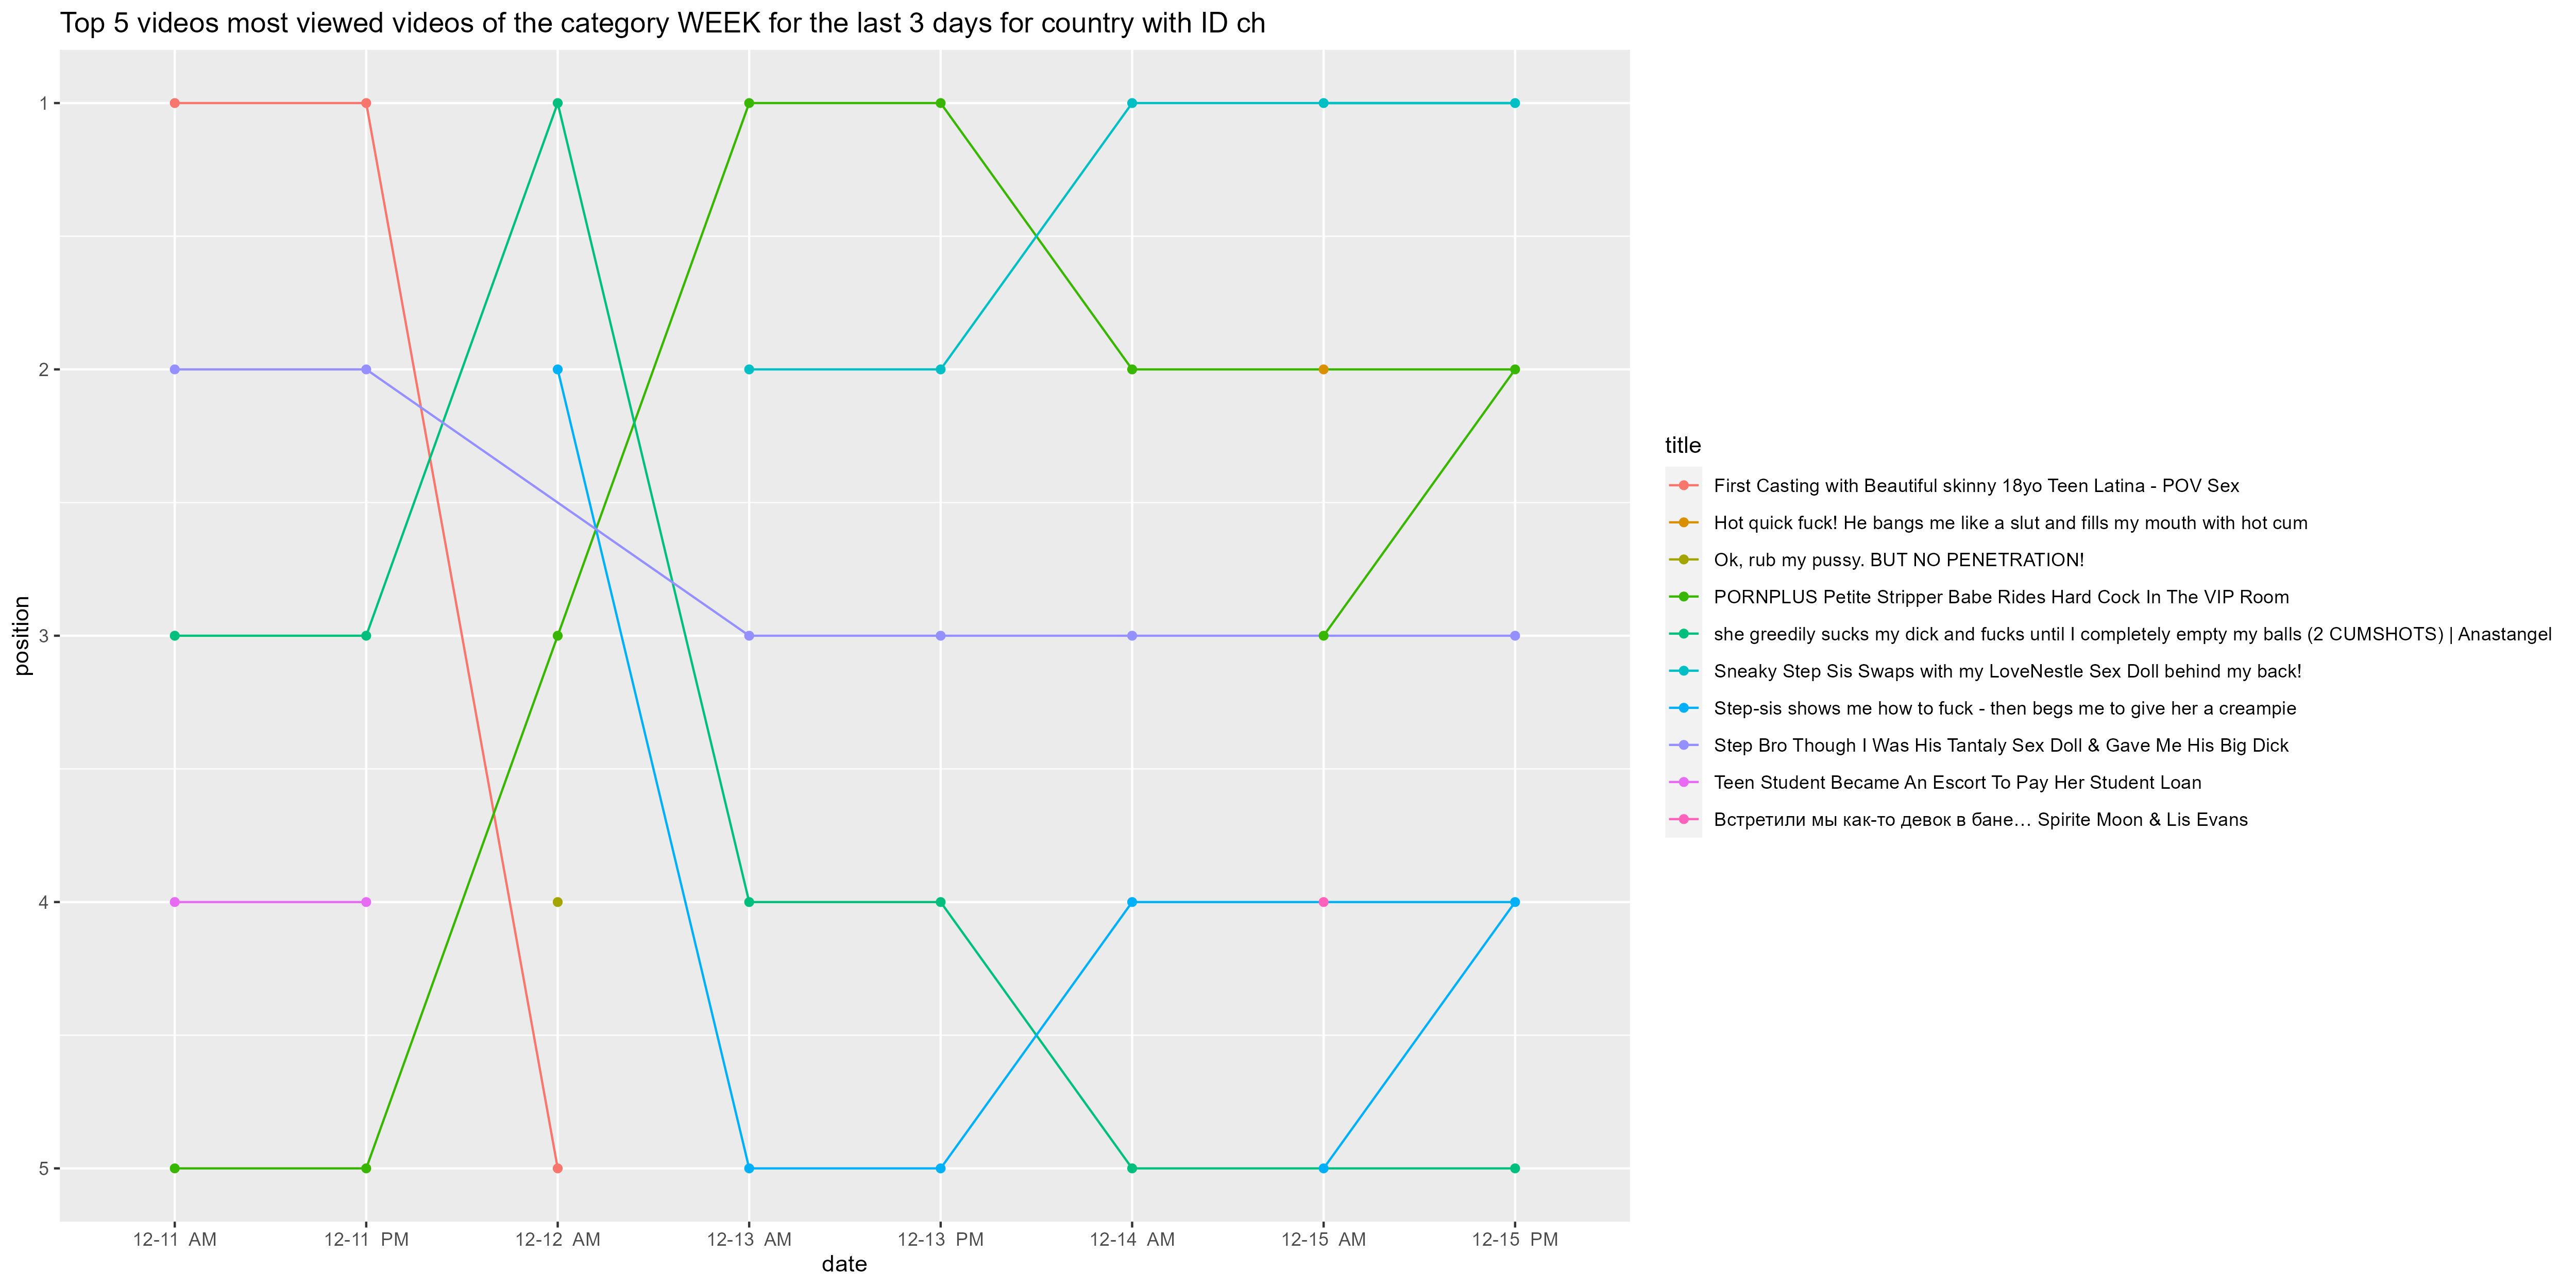 Top 5 videos most viewed videos of the category WEEK for the last 3 days for country with ID ch
position
1
2
3
4
5
12-11 AM
12-11 PM
12-12 AM
12-13 AM
12-13 PM
12-14 AM
12-15 AM
12-15 PM
date
title
First Casting with Beautiful skinny 18yo Teen Latina - POV Sex
Hot quick fuck! He bangs me like a slut and fills my mouth with hot cum
Ok, rub my pussy. BUT NO PENETRATION!
PORNPLUS Petite Stripper Babe Rides Hard Cock In The VIP Room
she greedily sucks my dick and fucks until I completely empty my balls (2 CUMSHOTS) | Anastangel
Sneaky Step Sis Swaps with my LoveNestle Sex Doll behind my back!
Step-sis shows me how to fuck - then begs me to give her a creampie
Step Bro Though I Was His Tantaly Sex Doll & Gave Me His Big Dick
Teen Student Became An Escort To Pay Her Student Loan
Встретили мы как-то девок в бане… Spirite Moon & Lis Evans